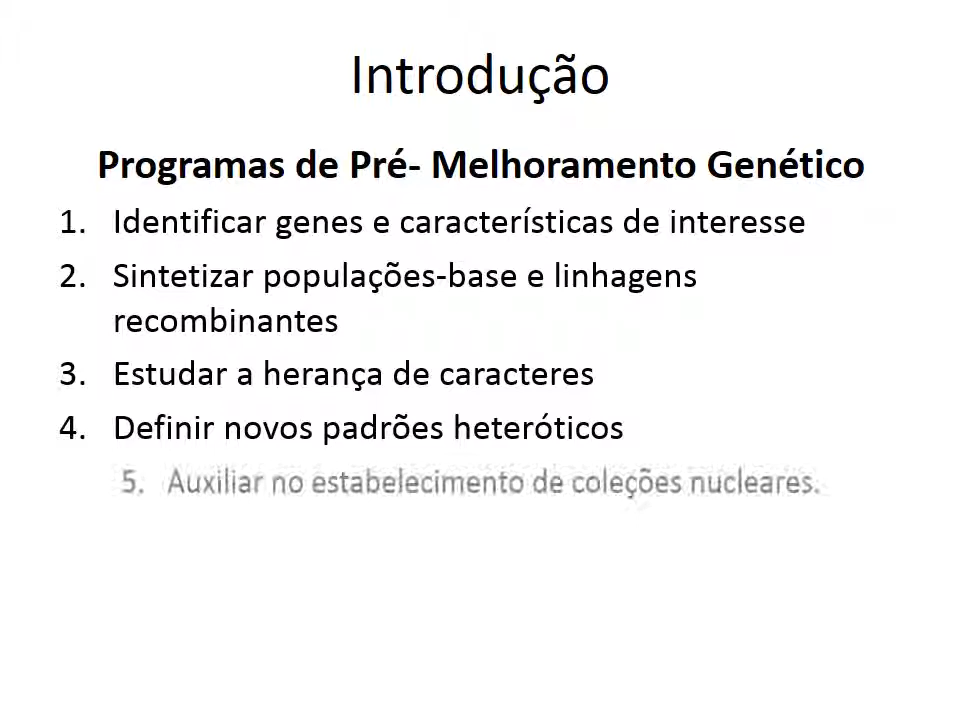 Introdução
Programas de Pré- Melhoramento Genético
1. Identificar genes e características de interesse
2. Sintetizar populações-base e linhagens
recombinantes
3. Estudar a herança de caracteres
4. Definir novos padrões heteróticos
5. Auxiliar no estabelecimento de coleções nucleares.